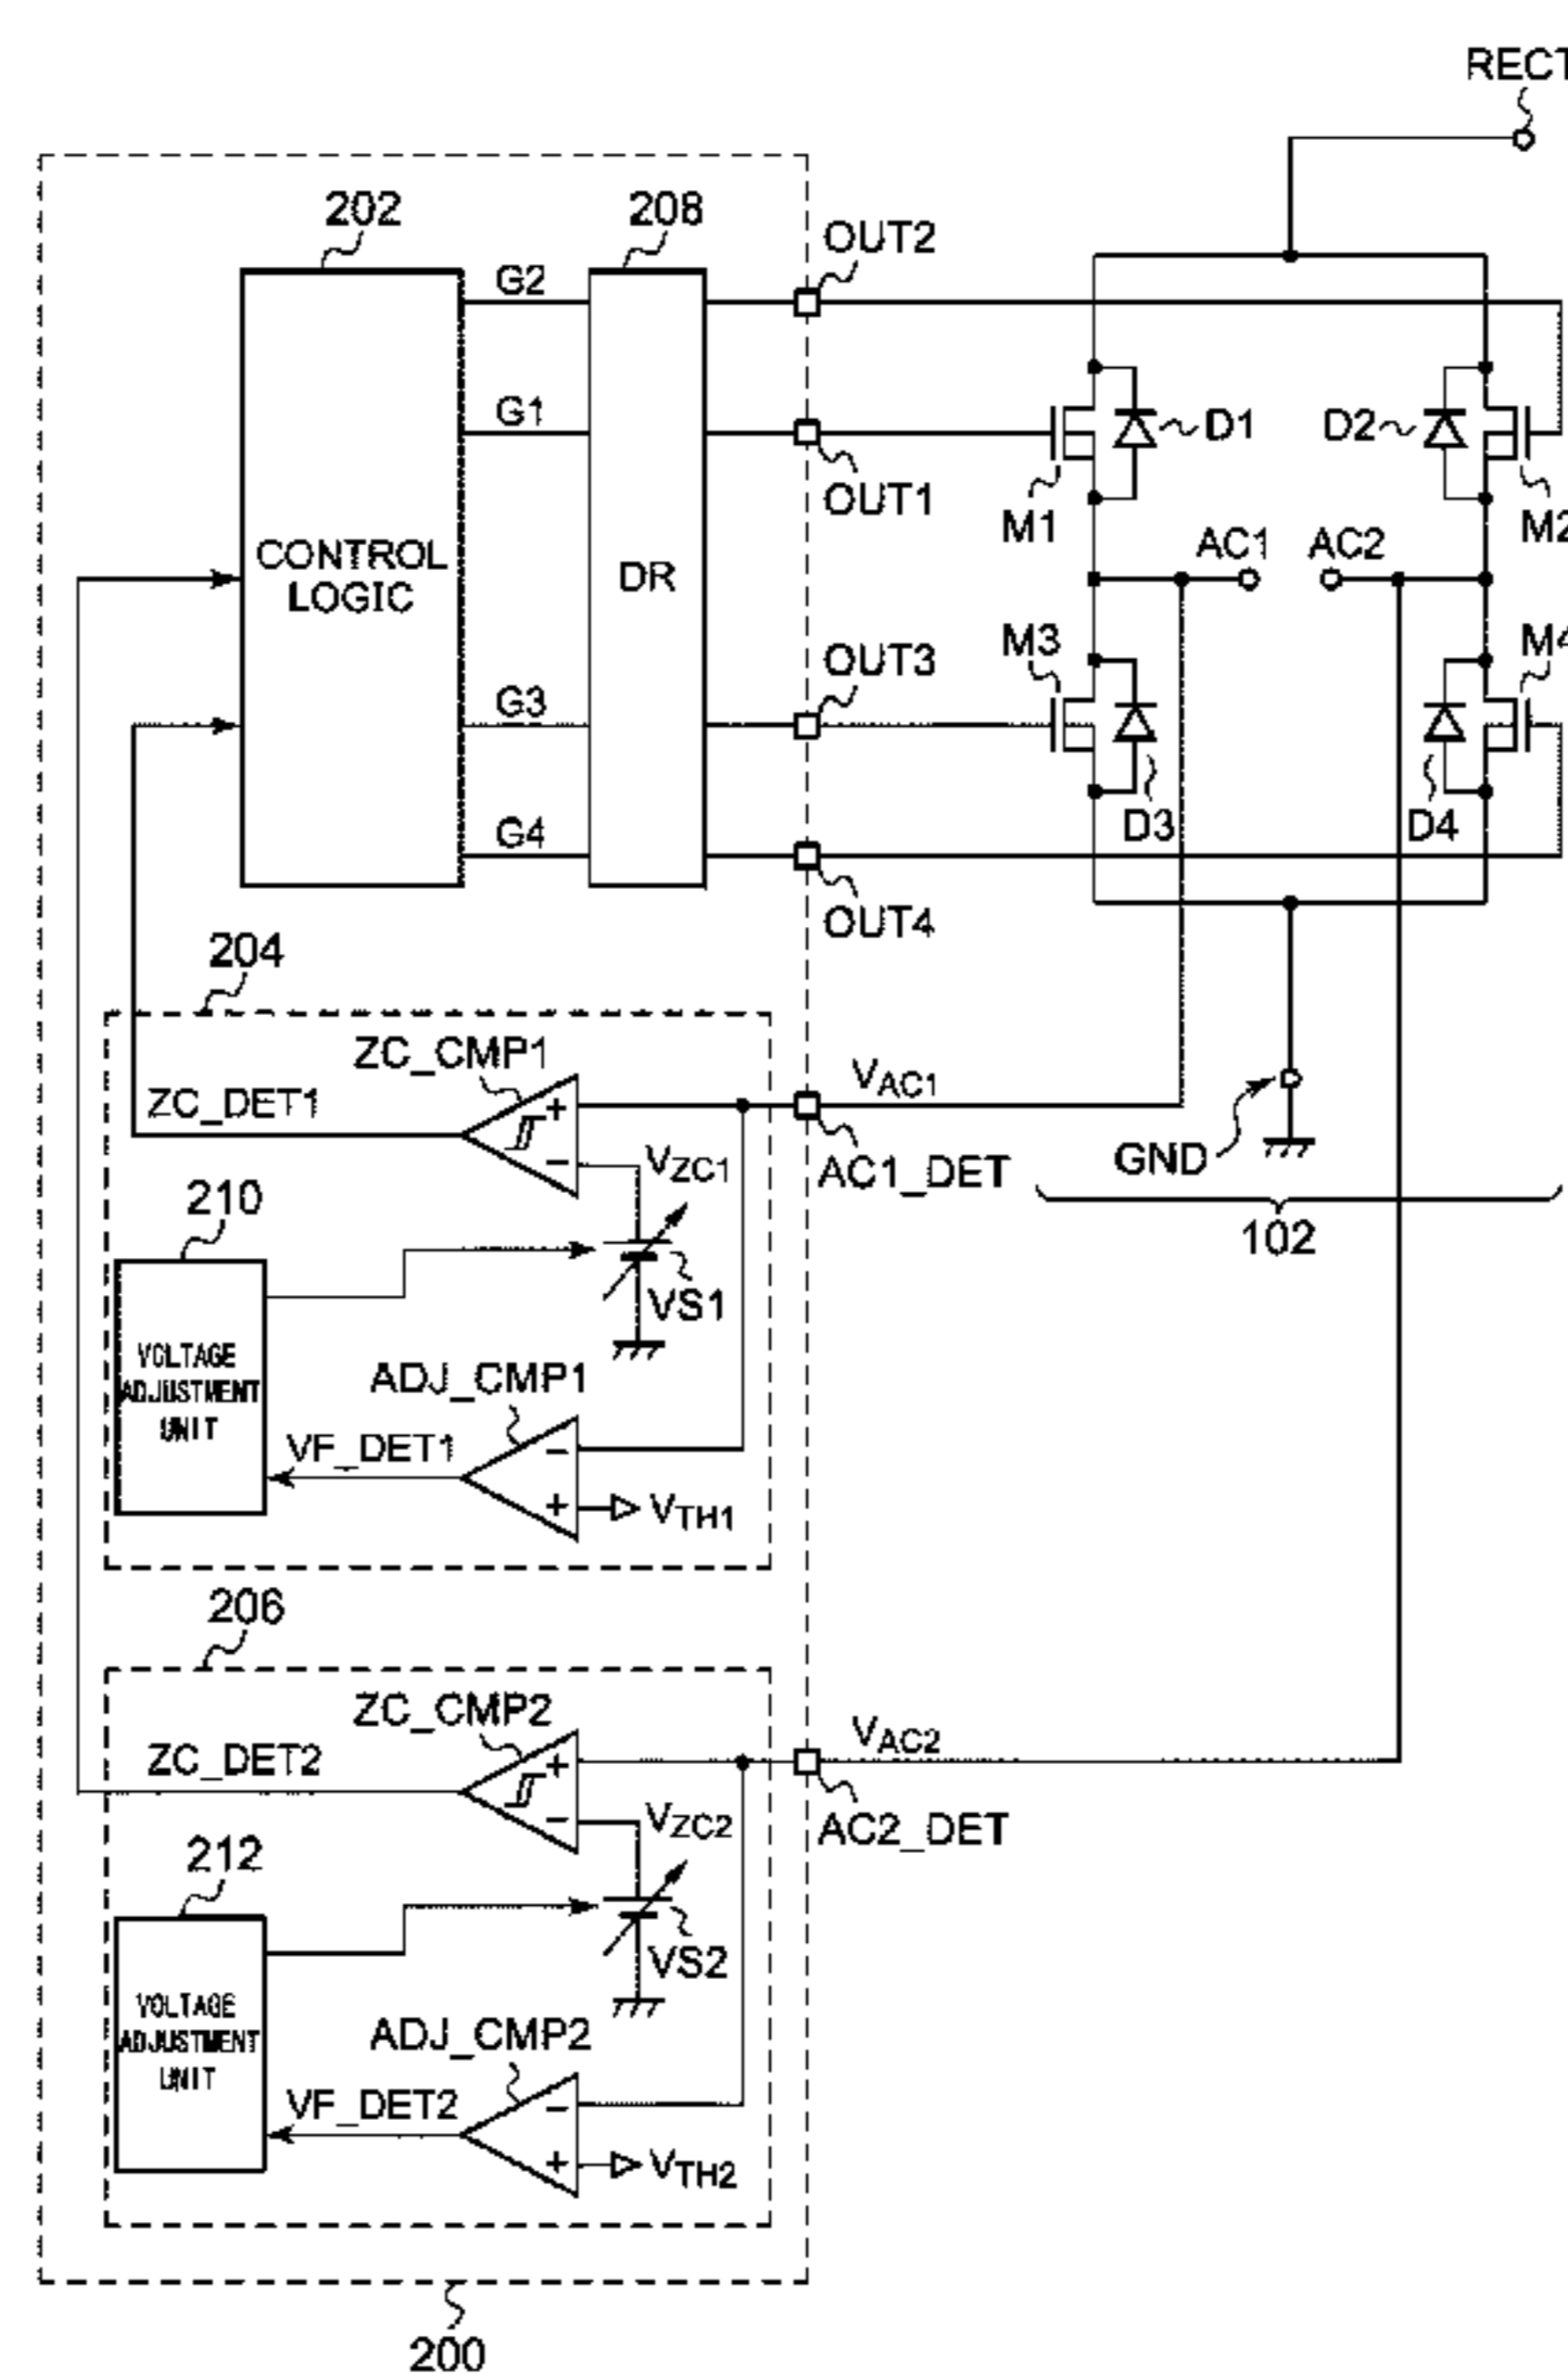 RECT
202
208
OUT2
G2
G1
OUT1
D1
D2
M1
M2
AC1
AC2
CONTROL
LOGIC
DR
M3
M4
OUT3
G3
D3
D4
G4
OUT4
204
ZC_CMP1
VAC1
ZC_DET1
AC1_DET
GND
VZC1
210
102
VS1
VOLTAGE
ADJUSTMENT
UNIT
ADJ_CMP1
VF_DET1
VTH1
206
ZC_CMP2
VAC2
ZC_DET2
AC2_DET
VZC2
212
VS2
VOLTAGE
ADJUSTMENT
UNIT
ADJ_CMP2
VF_DET2
VTH2
200